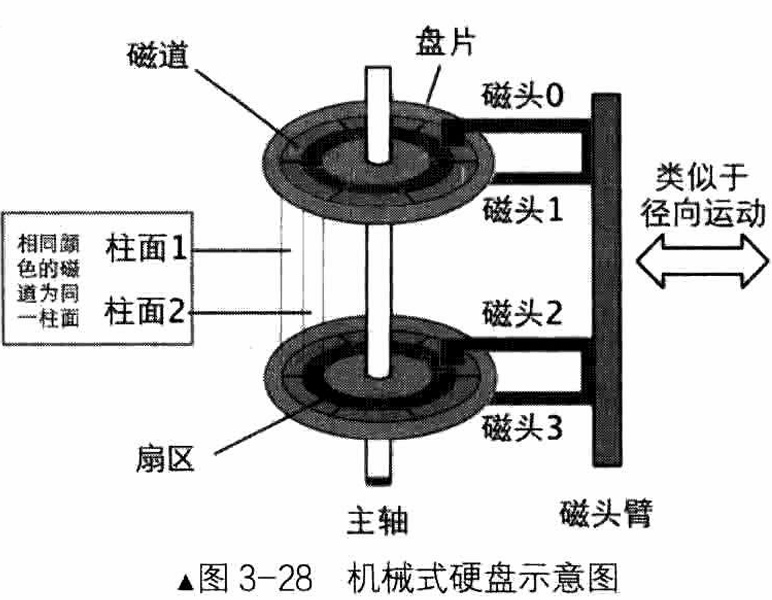 盘片
磁道
磁头0
磁头1
类似于
径向运动
相同颜
色的磁
道为同
一柱面
柱面1
柱面2
磁头2
磁头3
扇区
主轴
磁头臂
▲图 3-28 机械式硬盘示意图